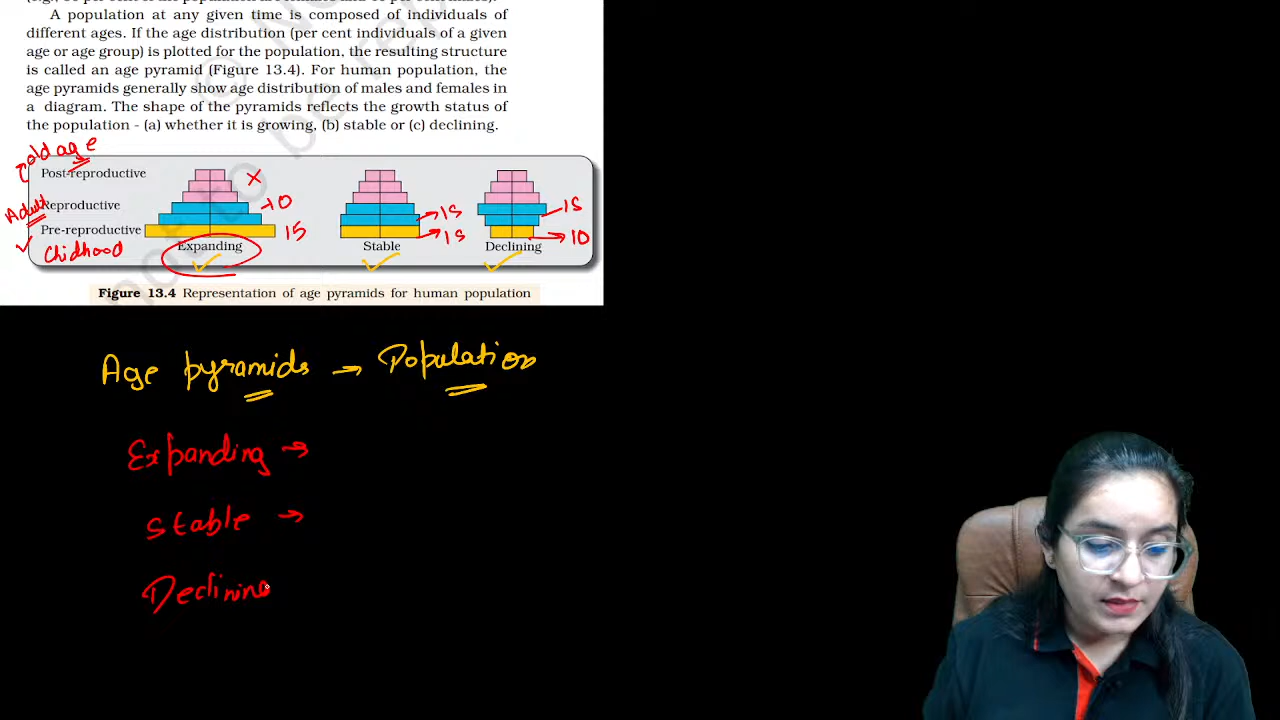 A population at any given time is composed of individuals of
different ages. If the age distribution (per cent individuals of a given
age or age group) is plotted for the population, the resulting structure
is called an age pyramid (Figure 13.4). For human population, the
age pyramids generally show age distribution of males and females in
a diagram. The shape of the pyramids reflects the growth status of
the population - (a) whether it is growing, (b) stable or (c) declining.
old age
Post-reproductive
Adult
Reproductive 10 15 15
Pre-reproductive 15 15 10
Chidhood
Expanding Stable Declining
Figure 13.4 Representation of age pyramids for human population
Age pyramids → Population
Expanding →
Stable →
Declining